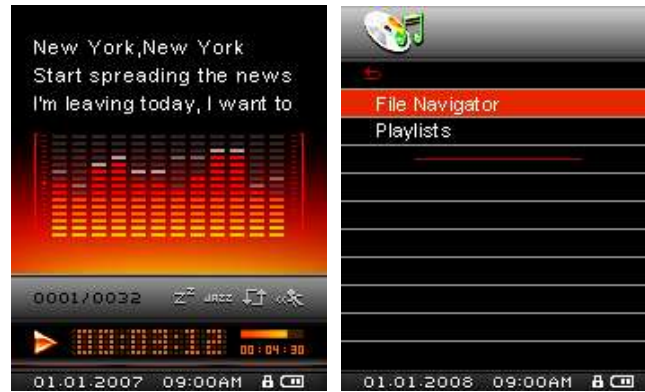 New York,New York
Start spreading the news
I'm leaving today, I want to
0001/0032 Zzz JAZZ
00:03:12
00:04:30
01.01.2007 09:00AM
File Navigator
Playlists
01.01.2008 09:00AM